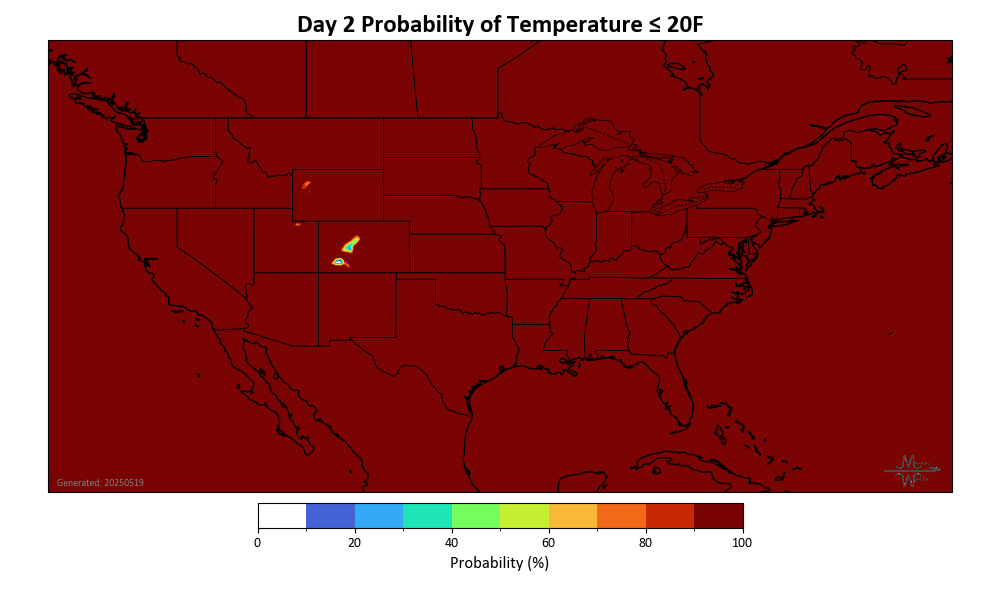 Day 2 Probability of Temperature ≤ 20F
Generated: 20250519
0 20 40 60 80 100
Probability (%)